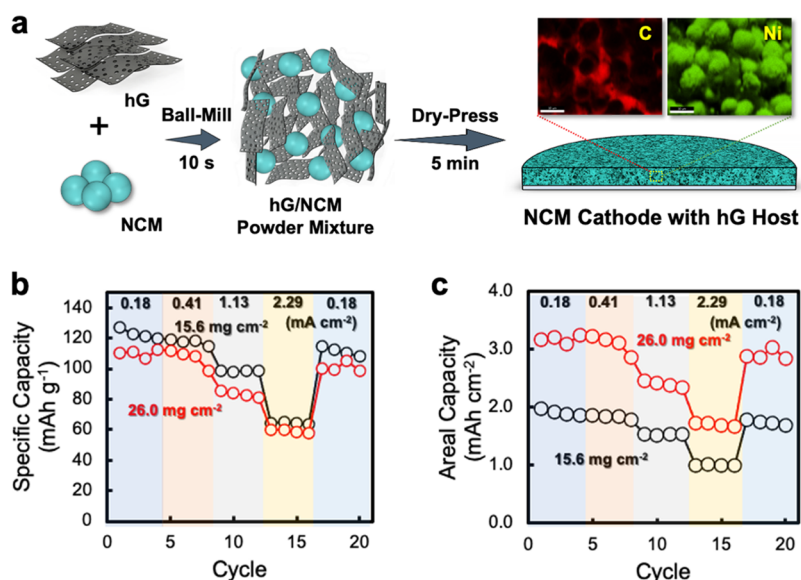 a
hG
+
NCM
Ball-Mill
10 s
hG/NCM
Powder Mixture
Dry-Press
5 min
C
Ni
NCM Cathode with hG Host
b
Specific Capacity
(mAh g⁻¹)
140
120
100
80
60
40
20
0
0.18 0.41 1.13 2.29 0.18
15.6 mg cm⁻² (mA cm⁻²)
26.0 mg cm⁻²
0 5 10 15 20
Cycle
c
Areal Capacity
(mAh cm⁻²)
4.0
3.0
2.0
1.0
0.0
0.18 0.41 1.13 2.29 0.18
(mA cm⁻²)
26.0 mg cm⁻²
15.6 mg cm⁻²
0 5 10 15 20
Cycle